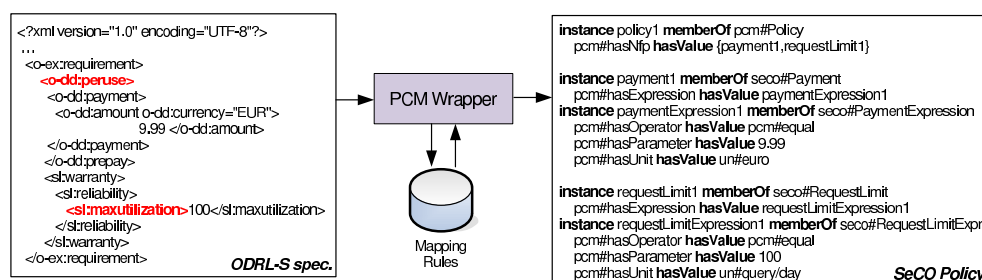 <?xml version="1.0" encoding="UTF-8"?>
...
<o-ex:requirement>
<o-dd:peruse>
<o-dd:payment>
<o-dd:amount o-dd:currency="EUR">
9.99 </o-dd:amount>
</o-dd:payment>
</o-dd:prepay>
<sl:warranty>
<sl:reliability>
<sl:maxutilization>100</sl:maxutilization>
</sl:reliability>
</sl:warranty>
</o-ex:requirement>
ODRL-S spec.
PCM Wrapper
Mapping
Rules
instance policy1 memberOf pcm#Policy
pcm#hasNfp hasValue {payment1,requestLimit1}
instance payment1 memberOf seco#Payment
pcm#hasExpression hasValue paymentExpression1
instance paymentExpression1 memberOf seco#PaymentExpression
pcm#hasOperator hasValue pcm#equal
pcm#hasParameter hasValue 9.99
pcm#hasUnit hasValue un#euro
instance requestLimit1 memberOf seco#RequestLimit
pcm#hasExpression hasValue requestLimitExpression1
instance requestLimitExpression1 memberOf seco#RequestLimitExpr
pcm#hasOperator hasValue pcm#equal
pcm#hasParameter hasValue 100
pcm#hasUnit hasValue un#query/day
SeCO Policy